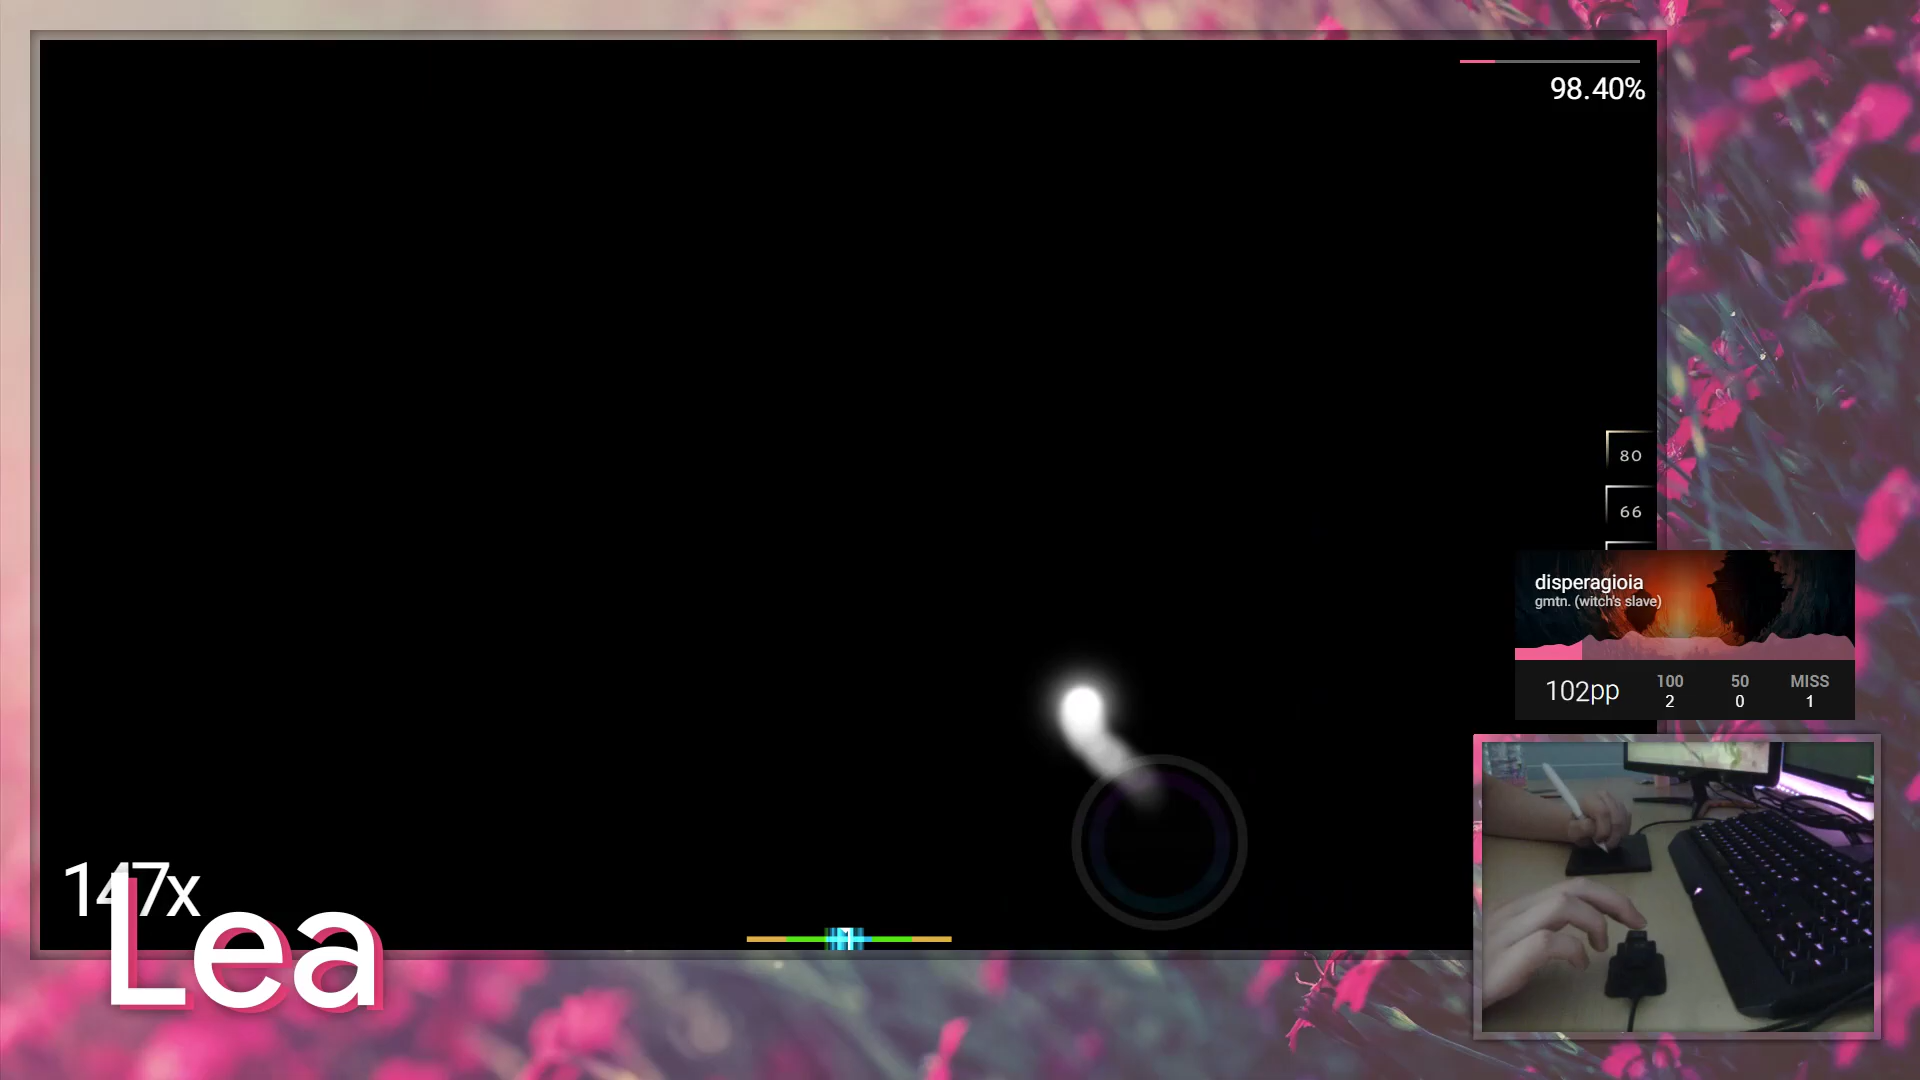 98.40%
80
66
disperagioia
gmtn. (witch's slave)
102pp
100
2
50
0
MISS
1
147x
Lea